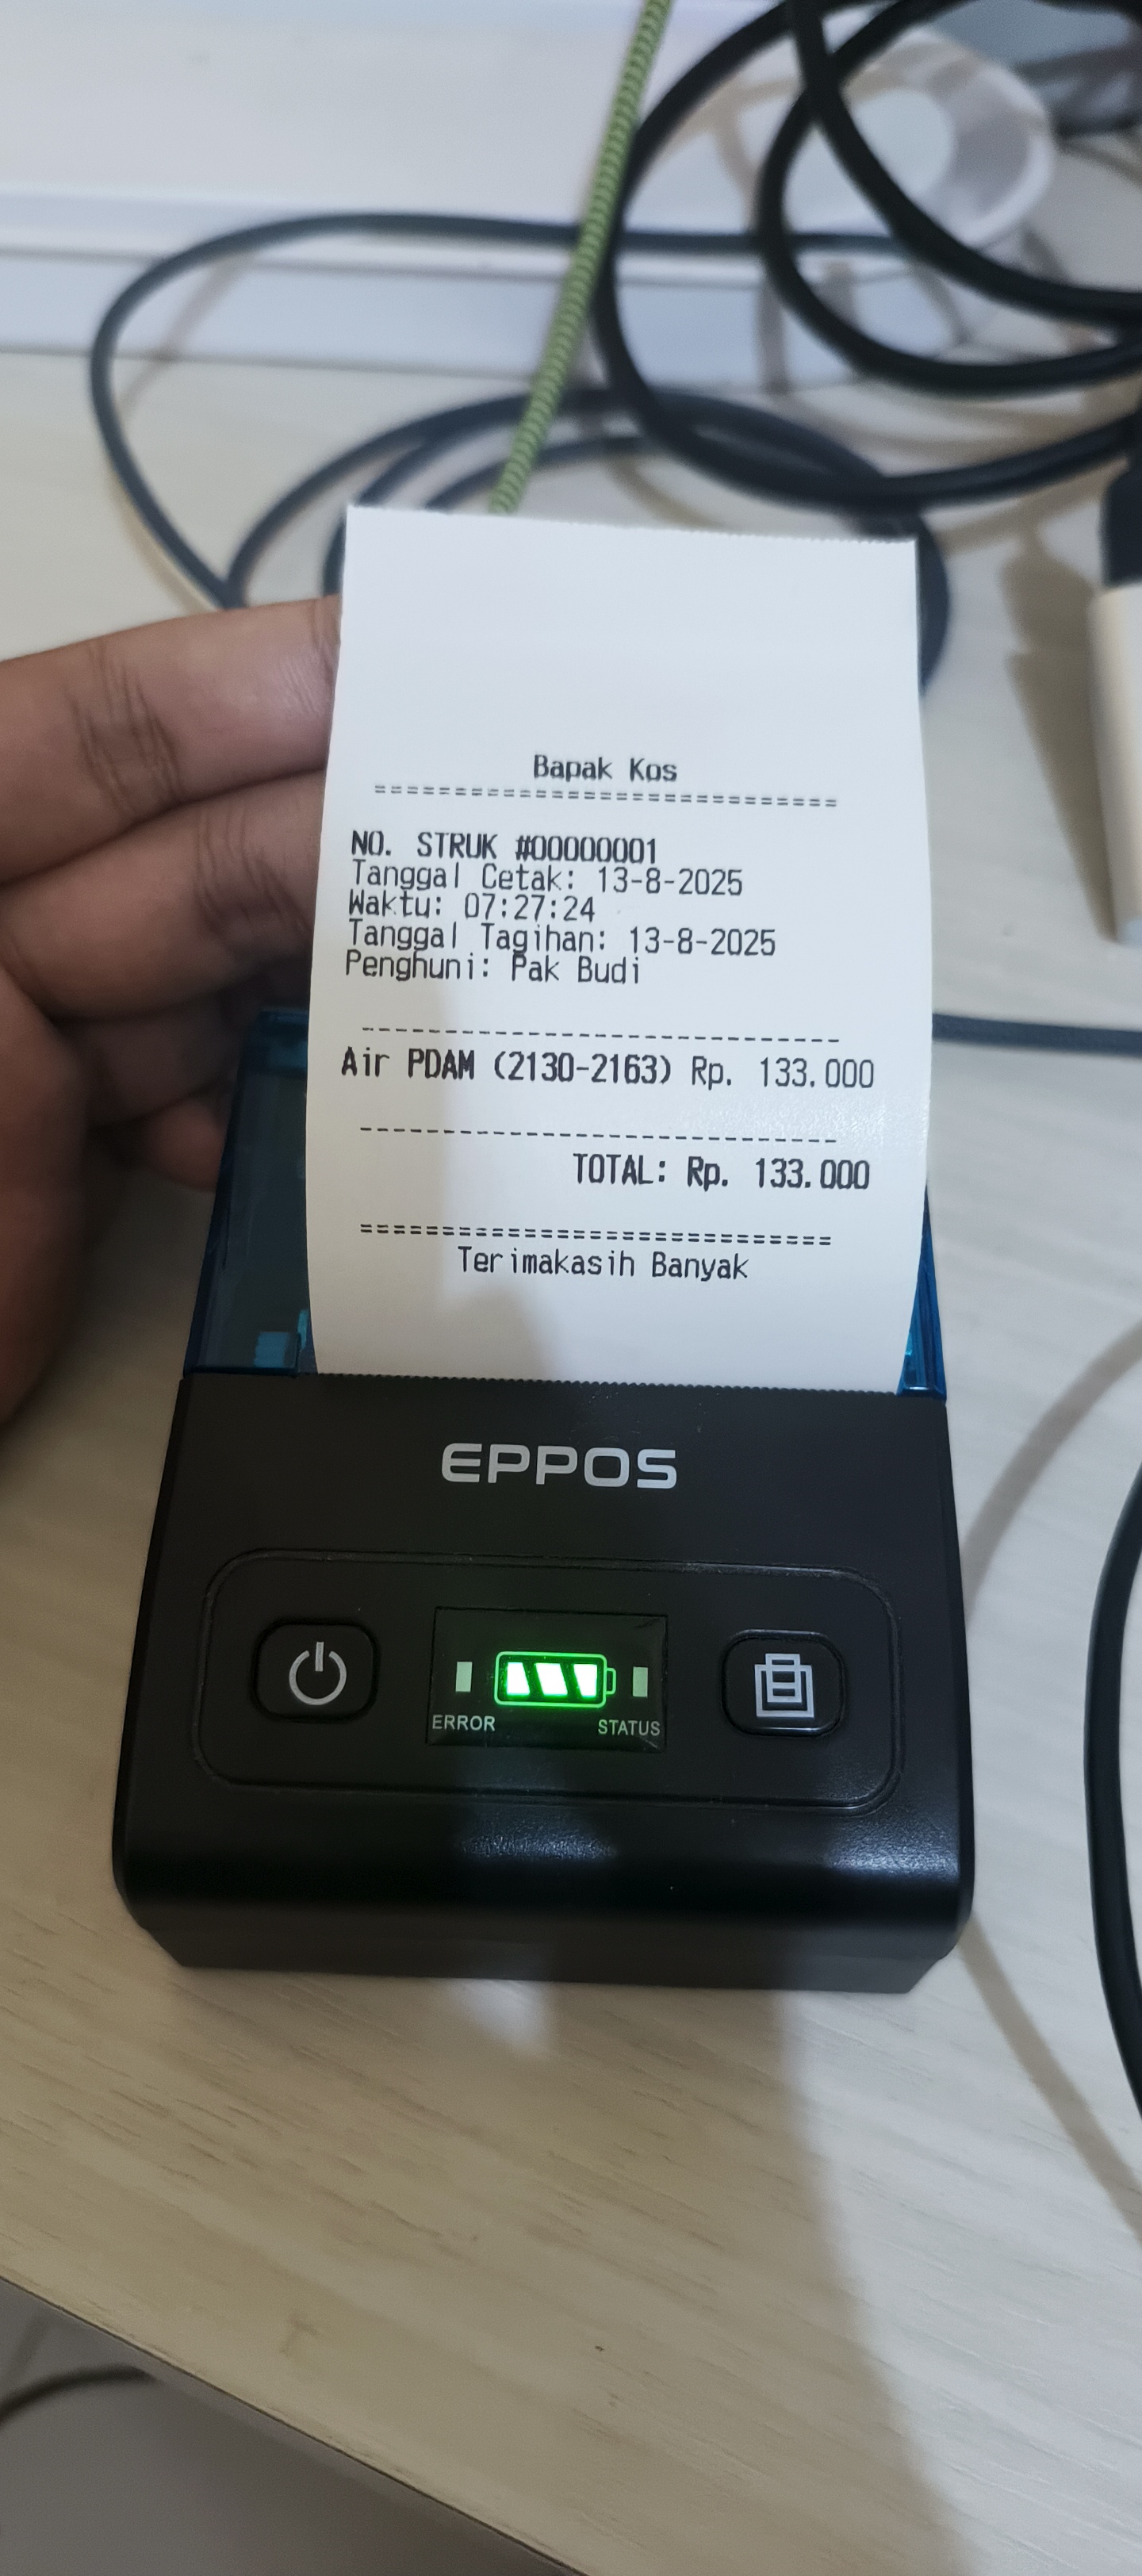 Bapak Kos
=============================
NO. STRUK #00000001
Tanggal Cetak: 13-8-2025
Waktu: 07:27:24
Tanggal Tagihan: 13-8-2025
Penghuni: Pak Budi
-----------------------------
Air PDAM (2130-2163) Rp. 133.000
-----------------------------
TOTAL: Rp. 133.000
=============================
Terimakasih Banyak
EPPOS
ERROR STATUS